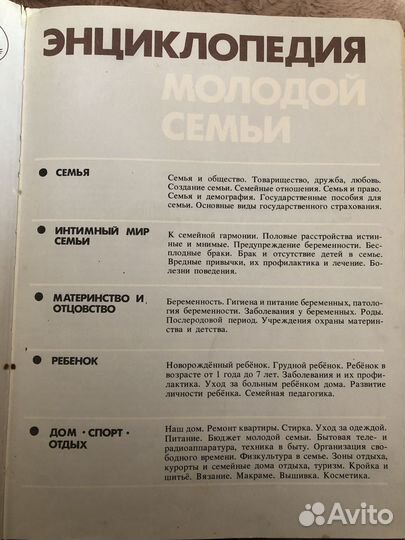 ЭНЦИКЛОПЕДИЯ
МОЛОДОЙ
СЕМЬИ
СЕМЬЯ
Семья и общество. Товарищество, дружба, любовь.
Создание семьи. Семейные отношения. Семья и право.
Семья и демография. Государственные пособия для
семьи. Основные виды государственного страхования.
ИНТИМНЫЙ МИР
СЕМЬИ
К семейной гармонии. Половые расстройства истин-
ные и мнимые. Предупреждение беременности. Бес-
плодные браки. Брак и отсутствие детей в семье.
Вредные привычки, их профилактика и лечение. Бо-
лезни поведения.
МАТЕРИНСТВО И
ОТЦОВСТВО
Беременность. Гигиена и питание беременных, патоло-
гия беременности. Заболевания у беременных. Роды.
Послеродовой период. Учреждения охраны материн-
ства и детства.
РЕБЕНОК
Новорождённый ребёнок. Грудной ребёнок. Ребёнок в
возрасте от 1 года до 7 лет. Заболевания и их профи-
лактика. Уход за больным ребёнком дома. Развитие
личности ребёнка. Семейная педагогика.
ДОМ · СПОРТ ·
ОТДЫХ
Наш дом. Ремонт квартиры. Стирка. Уход за одеждой.
Питание. Бюджет молодой семьи. Бытовая теле- и
радиоаппаратура, техника в быту. Организация сво-
бодного времени. Физкультура в семье. Зоны отдыха,
курорты и семейные дома отдыха, туризм. Кройка и
шитьё. Вязание. Макраме. Вышивка. Косметика.
Avito